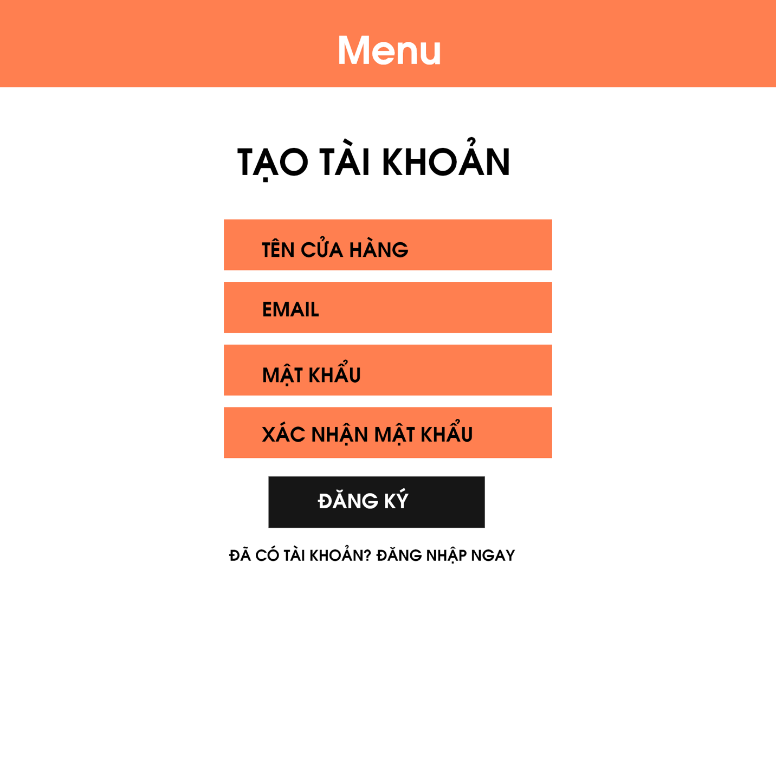 Menu
TẠO TÀI KHOẢN
TÊN CỬA HÀNG
EMAIL
MẬT KHẨU
XÁC NHẬN MẬT KHẨU
ĐĂNG KÝ
ĐÃ CÓ TÀI KHOẢN? ĐĂNG NHẬP NGAY